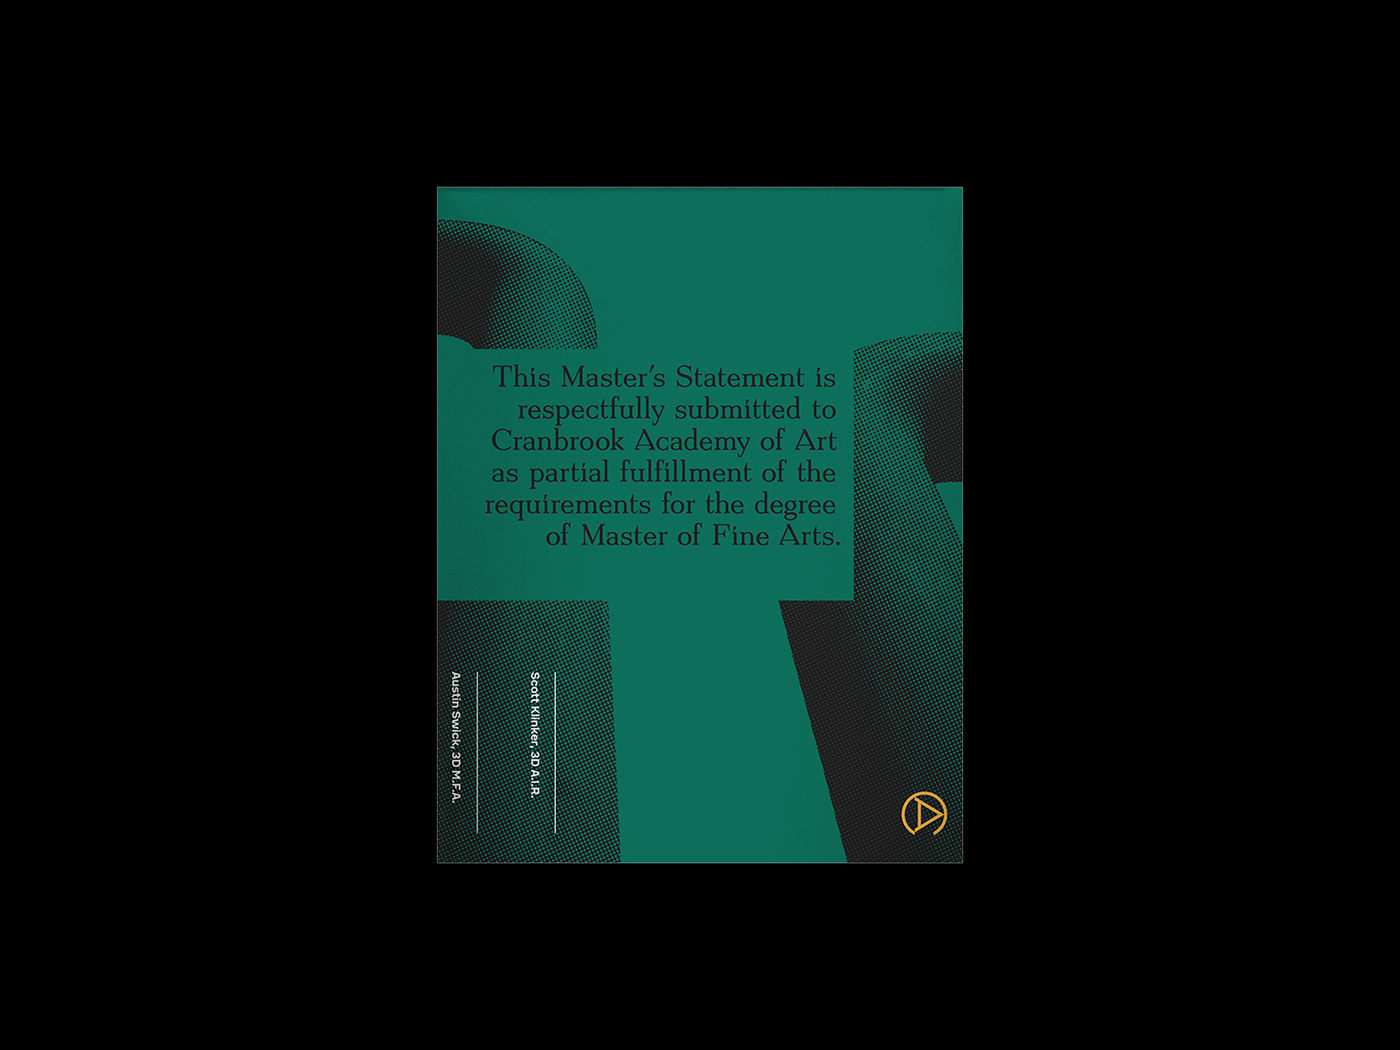 This Master's Statement is
respectfully submitted to
Cranbrook Academy of Art
as partial fulfillment of the
requirements for the degree
of Master of Fine Arts.
Scott Klinker, 3D A.I.R.
Austin Swick, 3D M.F.A.